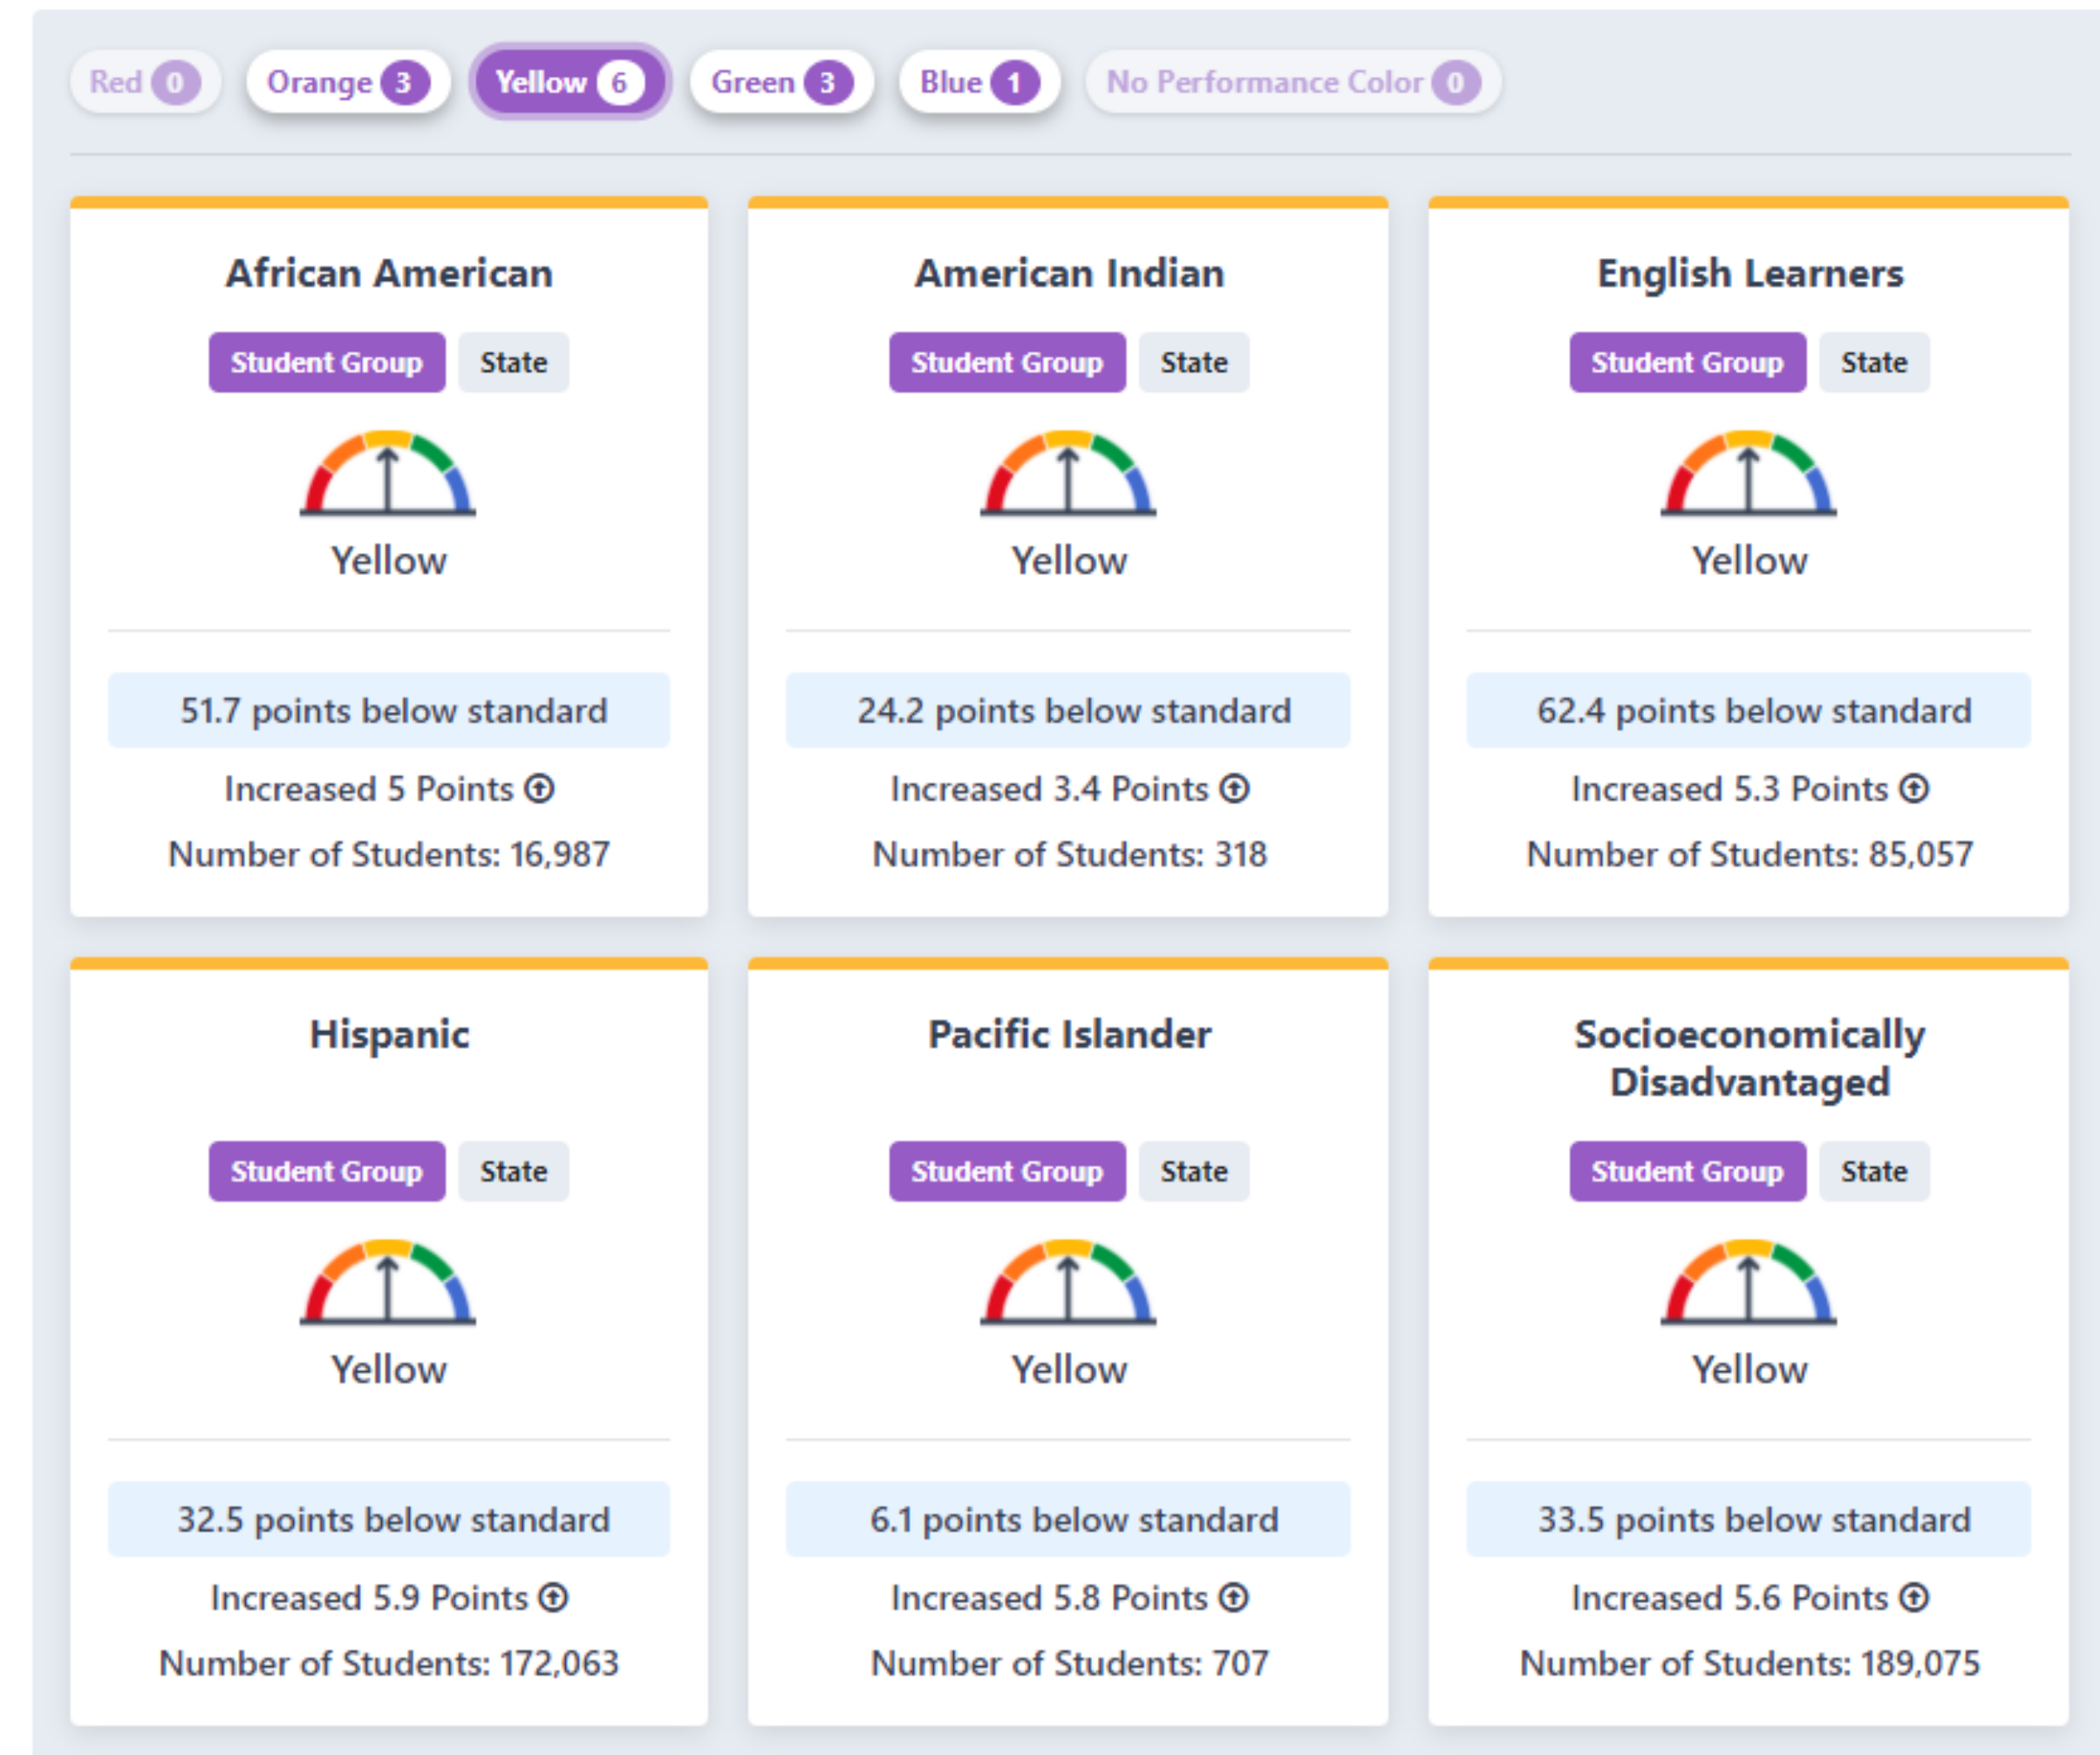 Red 0 Orange 3 Yellow 6 Green 3 Blue 1 No Performance Color 0
African American
Student Group State
Yellow
51.7 points below standard
Increased 5 Points
Number of Students: 16,987
American Indian
Student Group State
Yellow
24.2 points below standard
Increased 3.4 Points
Number of Students: 318
English Learners
Student Group State
Yellow
62.4 points below standard
Increased 5.3 Points
Number of Students: 85,057
Hispanic
Student Group State
Yellow
32.5 points below standard
Increased 5.9 Points
Number of Students: 172,063
Pacific Islander
Student Group State
Yellow
6.1 points below standard
Increased 5.8 Points
Number of Students: 707
Socioeconomically
Disadvantaged
Student Group State
Yellow
33.5 points below standard
Increased 5.6 Points
Number of Students: 189,075